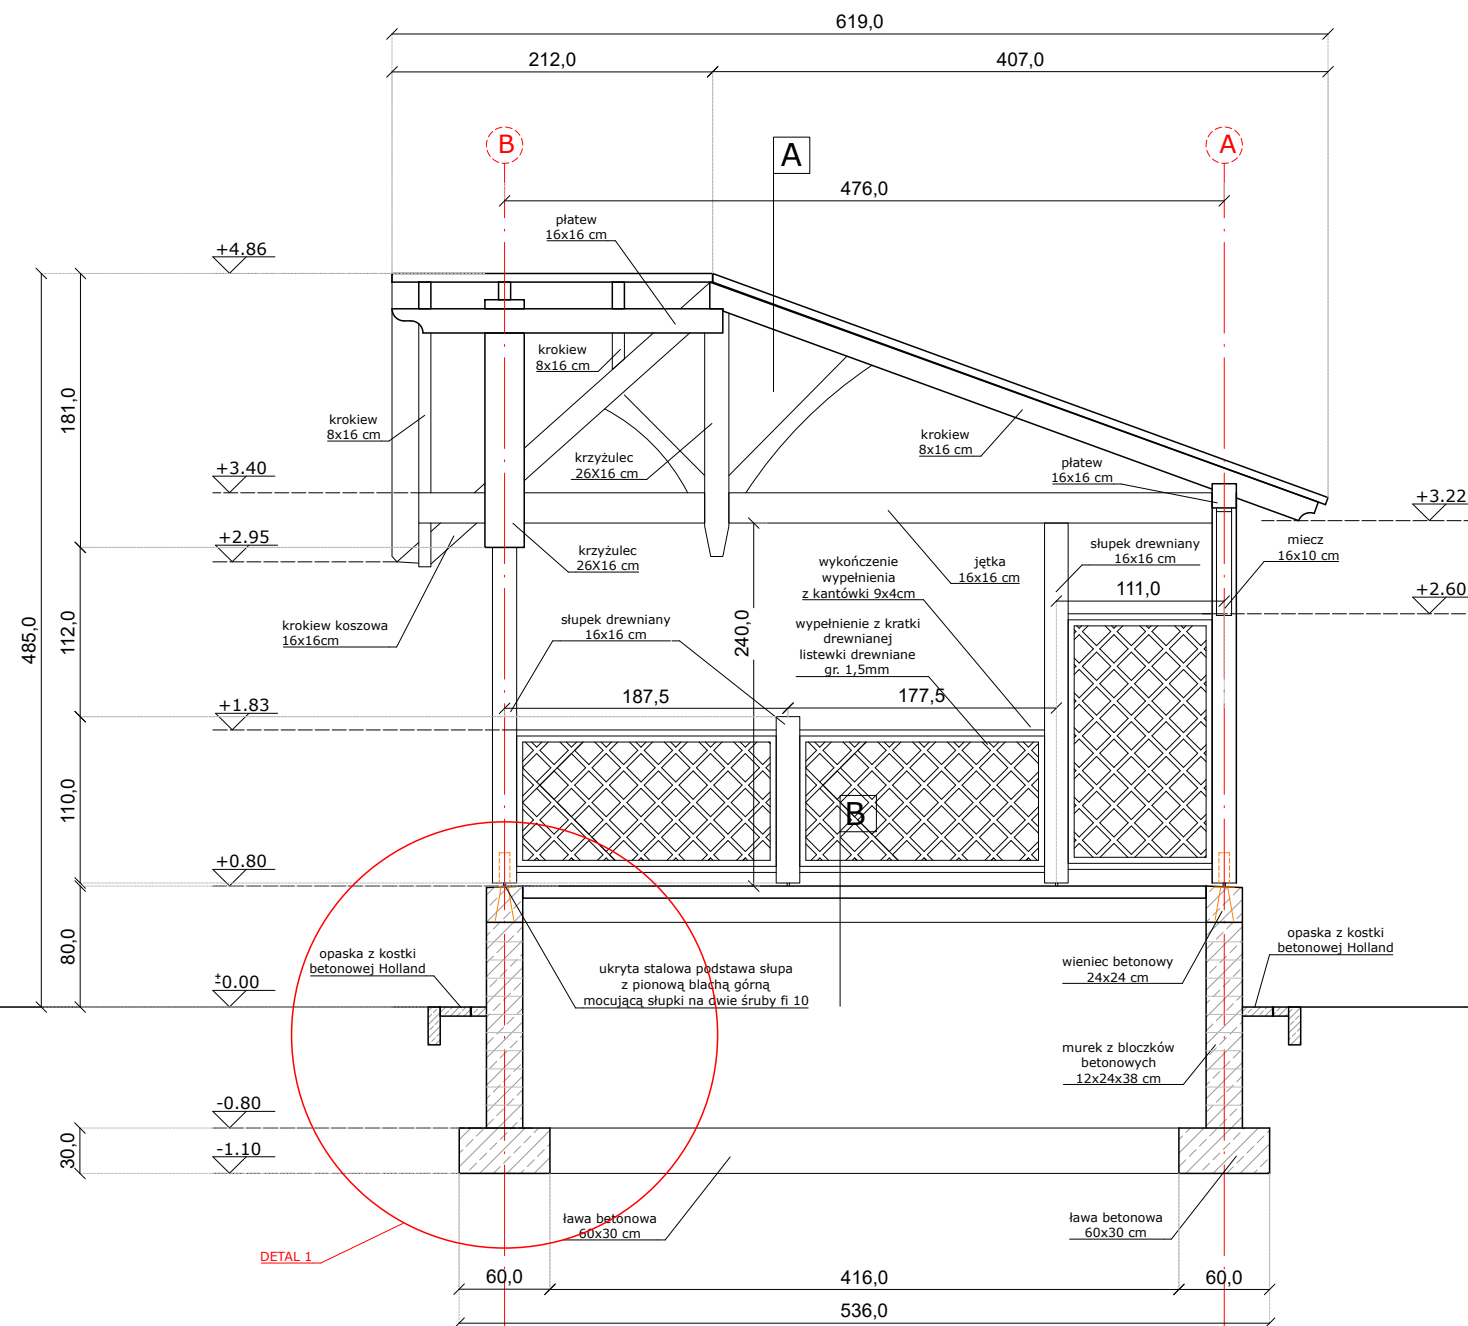 619,0
212,0
407,0
B
A
A
476,0
płatew
16x16 cm
+4.86
krokiew
8x16 cm
krokiew
8x16 cm
krokiew
8x16 cm
181,0
krzyżulec
26X16 cm
płatew
16x16 cm
+3.40
+3.22
+2.95
krzyżulec
26X16 cm
wykończenie
wypełnienia
z kantówki 9x4cm
jętka
16x16 cm
słupek drewniany
16x16 cm
miecz
16x10 cm
111,0
+2.60
485,0
112,0
krokiew koszowa
16x16cm
słupek drewniany
16x16 cm
240,0
wypełnienie z kratki
drewnianej
listewki drewniane
gr. 1,5mm
187,5
177,5
+1.83
110,0
B
+0.80
80,0
opaska z kostki
betonowej Holland
ukryta stalowa podstawa słupa
z pionową blachą górną
mocującą słupki na dwie śruby fi 10
wieniec betonowy
24x24 cm
opaska z kostki
betonowej Holland
±0.00
murek z bloczków
betonowych
12x24x38 cm
-0.80
30,0
-1.10
ława betonowa
60x30 cm
ława betonowa
60x30 cm
DETAL 1
60,0
416,0
60,0
536,0